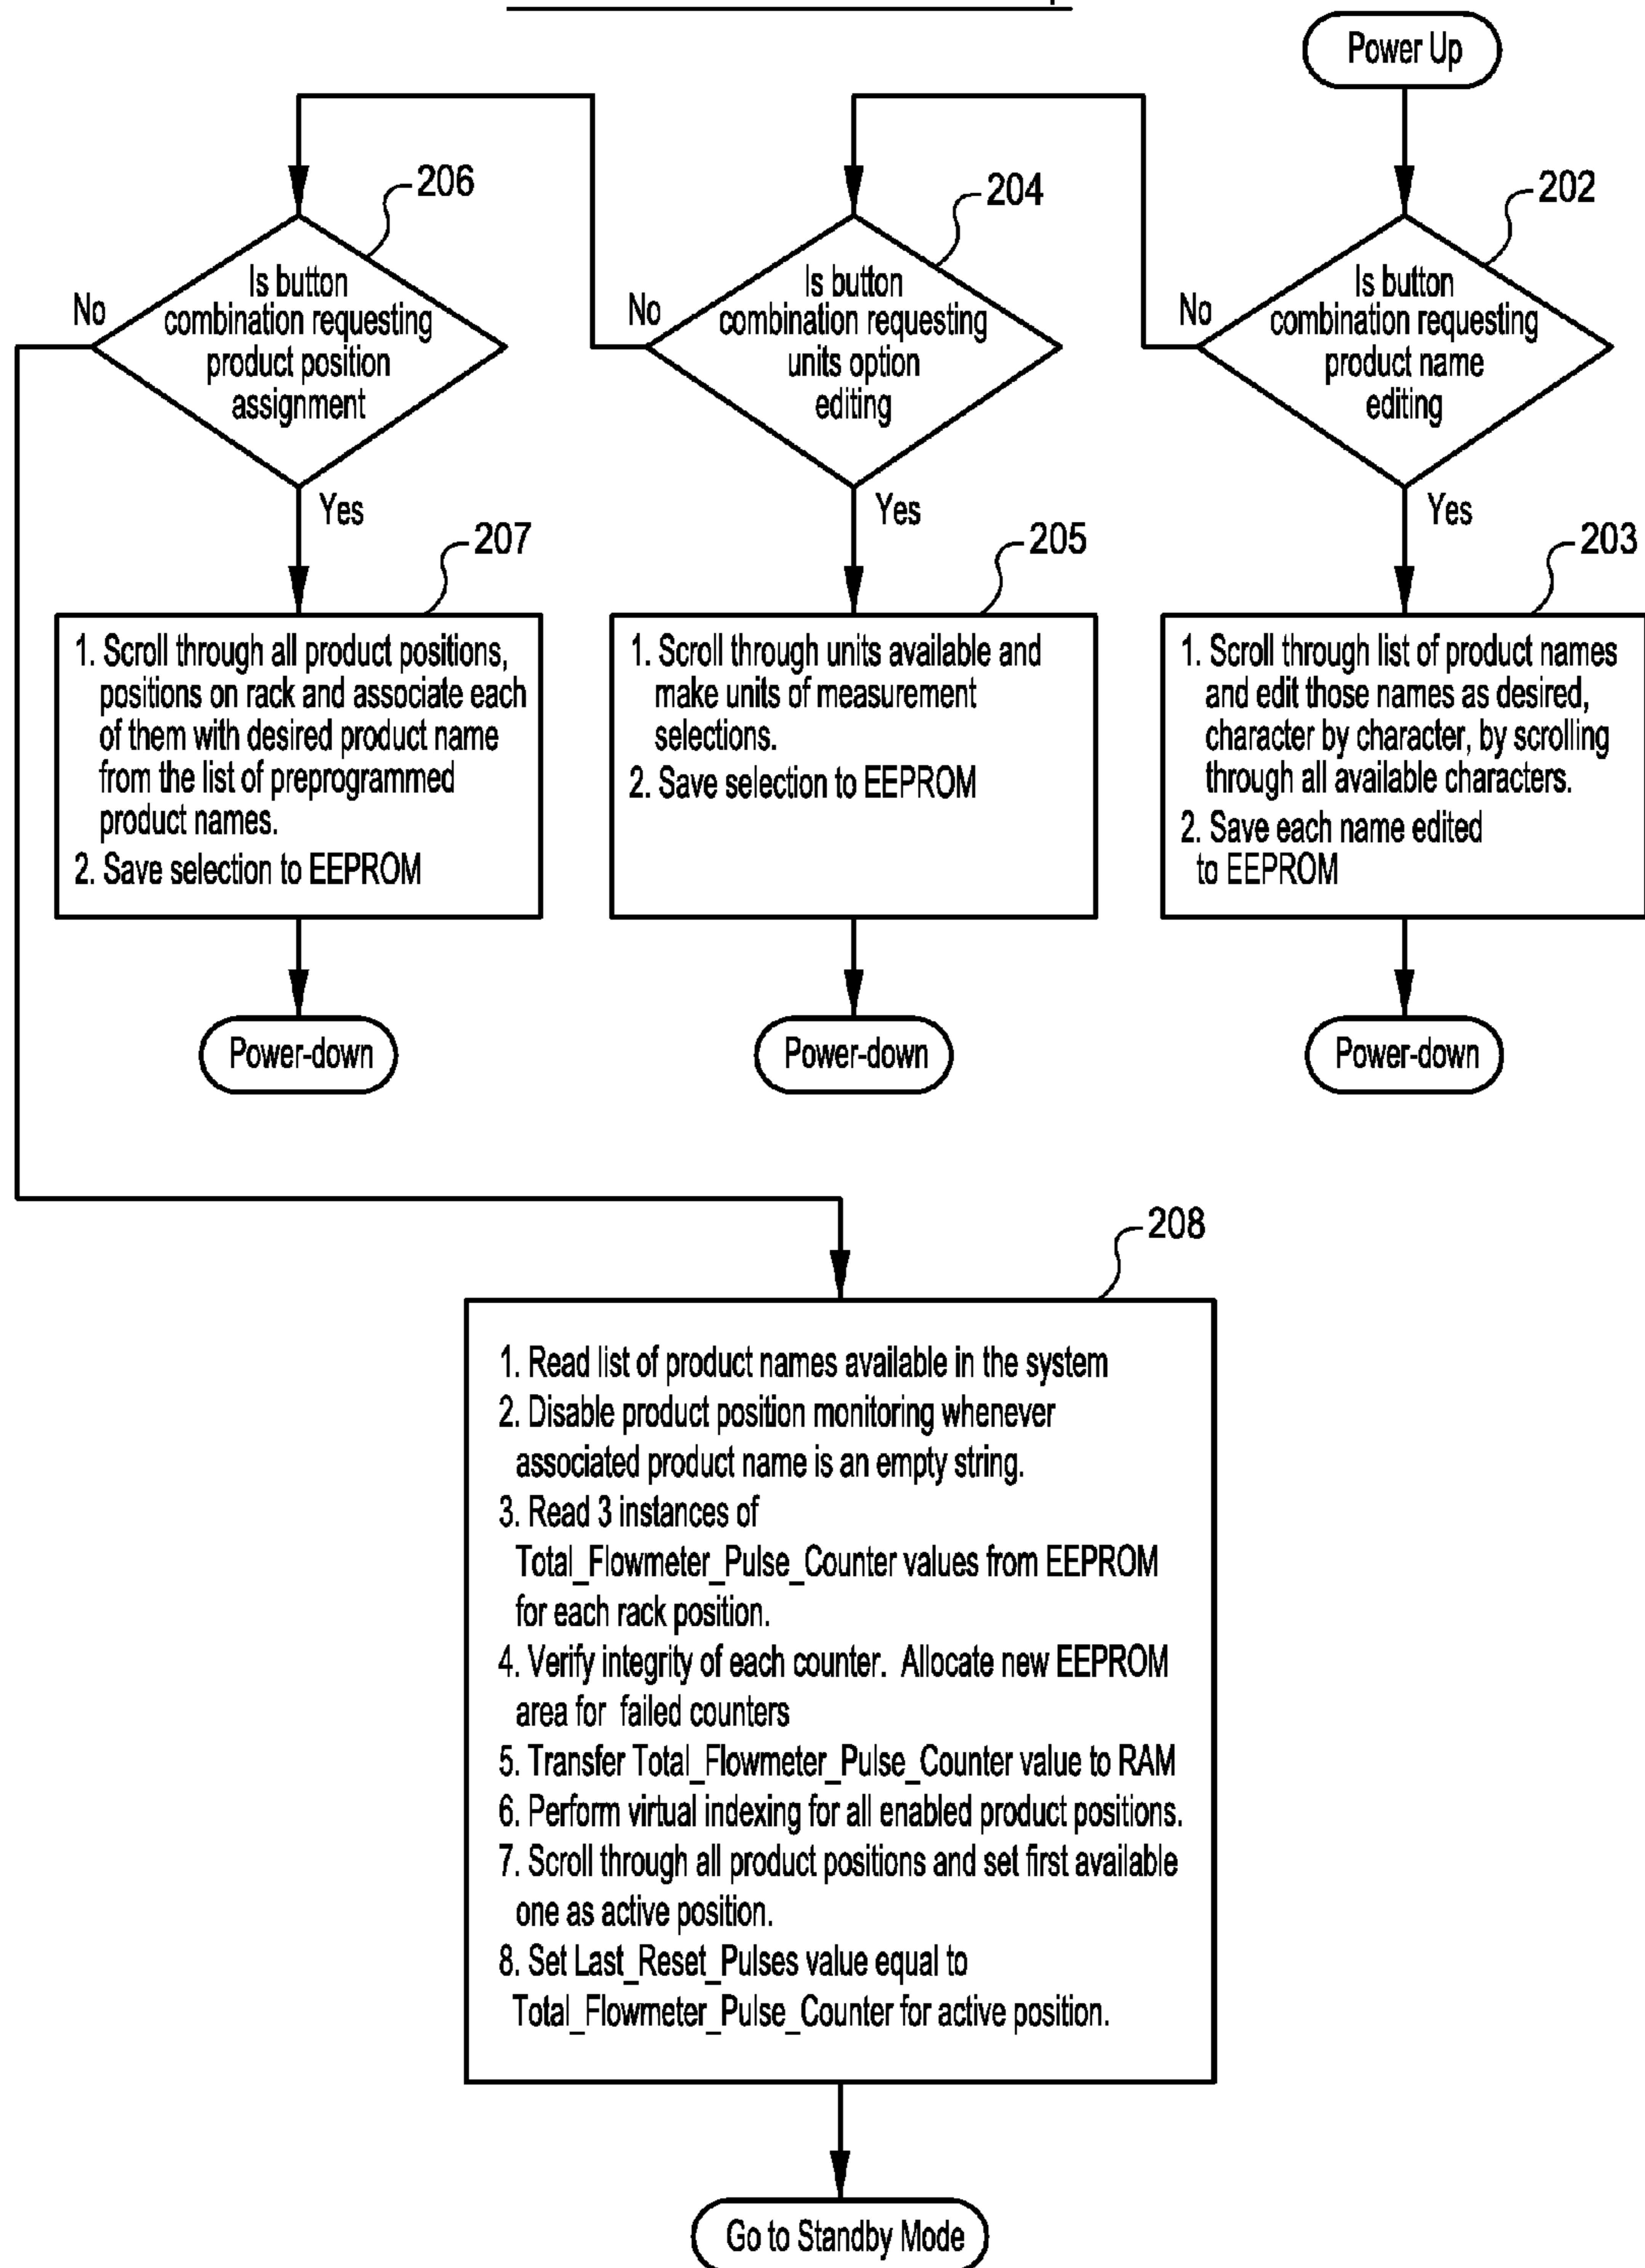 Power Up
206
204
202
Is button
combination requesting
product position
assignment
No
Yes
Is button
combination requesting
units option
editing
No
Yes
Is button
combination requesting
product name
editing
No
Yes
207
205
203
1. Scroll through all product positions,
positions on rack and associate each
of them with desired product name
from the list of preprogrammed
product names.
2. Save selection to EEPROM
1. Scroll through units available and
make units of measurement
selections.
2. Save selection to EEPROM
1. Scroll through list of product names
and edit those names as desired,
character by character, by scrolling
through all available characters.
2. Save each name edited
to EEPROM
Power-down
Power-down
Power-down
208
1. Read list of product names available in the system
2. Disable product position monitoring whenever
associated product name is an empty string.
3. Read 3 instances of
Total_Flowmeter_Pulse_Counter values from EEPROM
for each rack position.
4. Verify integrity of each counter. Allocate new EEPROM
area for failed counters
5. Transfer Total_Flowmeter_Pulse_Counter value to RAM
6. Perform virtual indexing for all enabled product positions.
7. Scroll through all product positions and set first available
one as active position.
8. Set Last_Reset_Pulses value equal to
Total_Flowmeter_Pulse_Counter for active position.
Go to Standby Mode